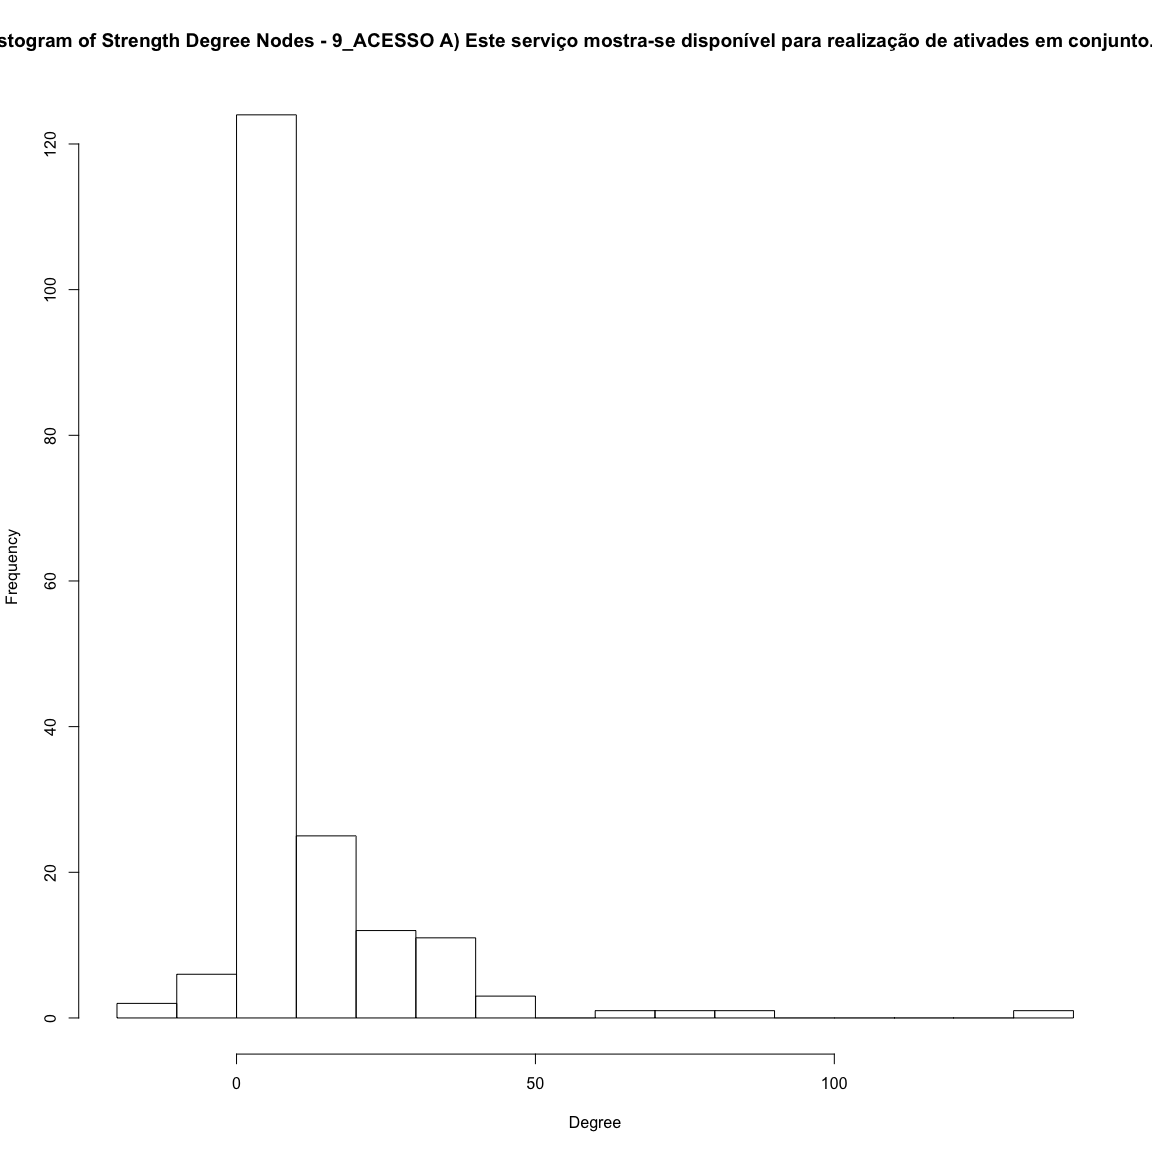 stogram of Strength Degree Nodes - 9_ACESSO A) Este serviço mostra-se disponível para realização de ativades em conjunto.
120
100
80
60
40
20
0
Frequency
0 50 100
Degree